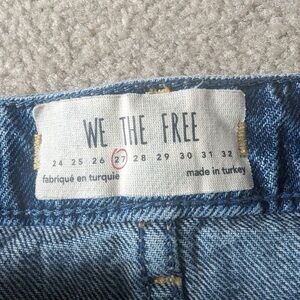 WE THE FREE
24 25 26 27 28 29 30 31 32
fabriqué en turquie made in turkey